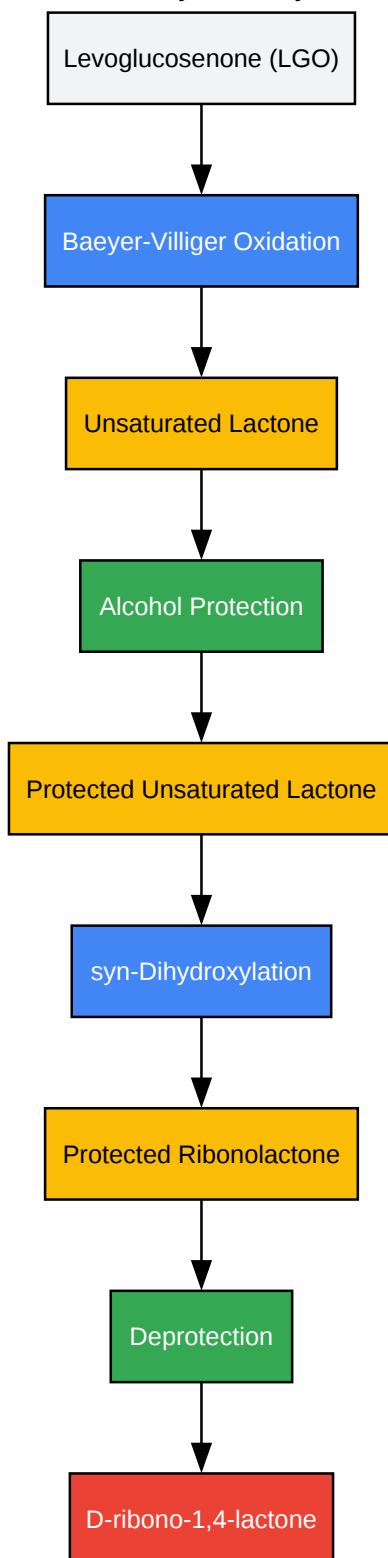 Levoglucosenone (LGO)
Baeyer-Villiger Oxidation
Unsaturated Lactone
Alcohol Protection
Protected Unsaturated Lactone
syn-Dihydroxylation
Protected Ribonolactone
Deprotection
D-ribono-1,4-lactone